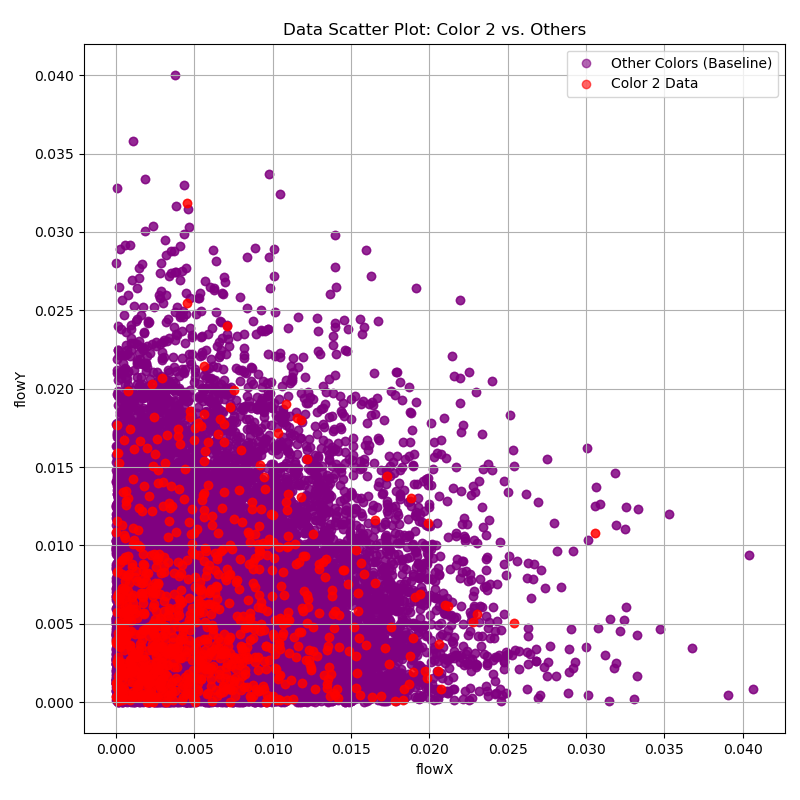 Data Scatter Plot: Color 2 vs. Others
Other Colors (Baseline)
Color 2 Data
flowY
0.040
0.035
0.030
0.025
0.020
0.015
0.010
0.005
0.000
0.000 0.005 0.010 0.015 0.020 0.025 0.030 0.035 0.040
flowX